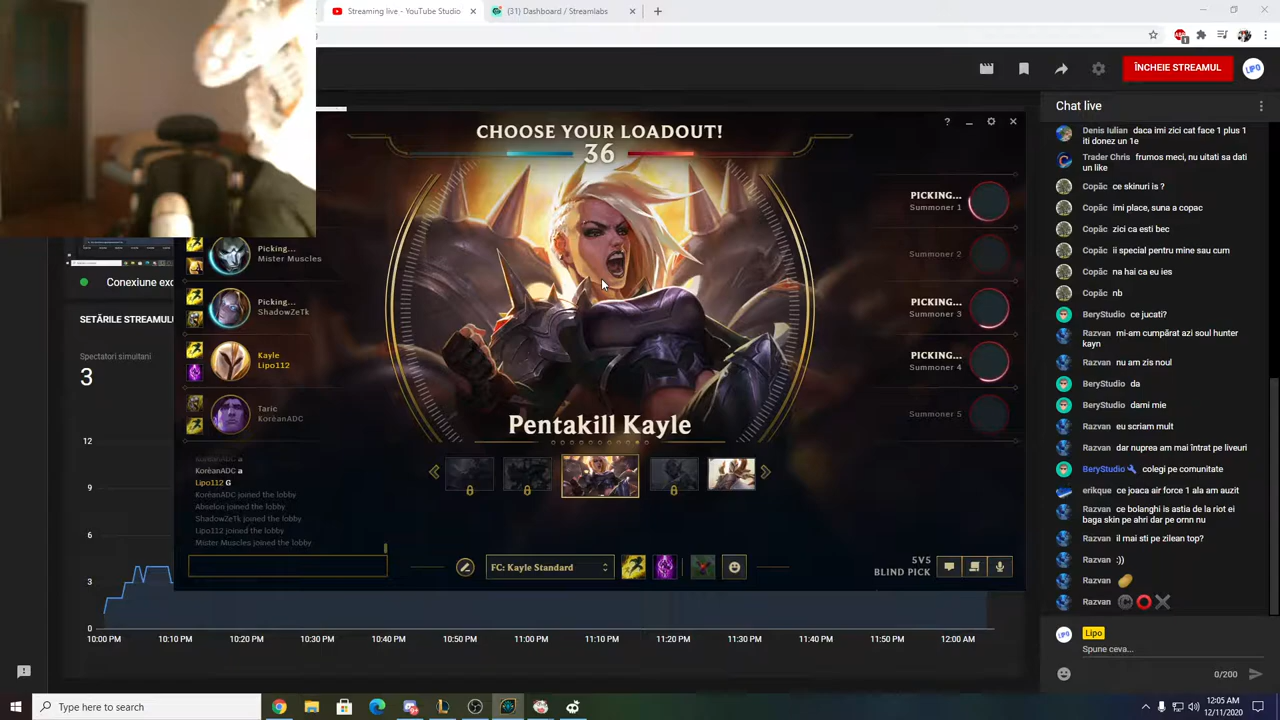 Streaming live - YouTube Studio
(31) Dashboard / Streamlabs
1
ÎNCHEIE STREAMUL
LIPO
Chat live
CHOOSE YOUR LOADOUT!
36
Picking...
Mister Muscles
Picking...
ShadowZeTk
Kayle
Lipo112
Taric
KorèanADC
PICKING...
Summoner 1
Summoner 2
PICKING...
Summoner 3
PICKING...
Summoner 4
Summoner 5
Pentakill Kayle
KorèanADC a
Lipo112 G
KorèanADC joined the lobby
Abselon joined the lobby
ShadowZeTk joined the lobby
Lipo112 joined the lobby
Mister Muscles joined the lobby
FC: Kayle Standard
5V5
BLIND PICK
Conexiune exc
SETĂRILE STREAMUL
Spectatori simultani
3
12
9
6
3
0
10:00 PM 10:10 PM 10:20 PM 10:30 PM 10:40 PM 10:50 PM 11:00 PM 11:10 PM 11:20 PM 11:30 PM 11:40 PM 11:50 PM 12:00 AM
Denis Iulian daca imi zici cat face 1 plus 1
iti donez un 1e
Trader Chris frumos meci, nu uitati sa dati
un like
Copăc ce skinuri is ?
Copăc imi place, suna a copac
Copăc zici ca esti bec
Copăc ii special pentru mine sau cum
Copăc na hai ca eu ies
Copăc nb
BeryStudio ce jucati?
Razvan mi-am cumpărat azi soul hunter
kayn
Razvan nu am zis noul
BeryStudio da
BeryStudio dami mie
Razvan eu scriam mult
Razvan dar nuprea am mai întrat pe liveuri
BeryStudio colegi pe comunitate
erikque ce joaca air force 1 ala am auzit
Razvan ce bolanghi is astia de la riot ei
baga skin pe ahri dar pe ornn nu
Razvan il mai sti pe zilean top?
Razvan :))
Razvan
Razvan
Lipo
Spune ceva...
0/200
Type here to search
12:05 AM
12/11/2020